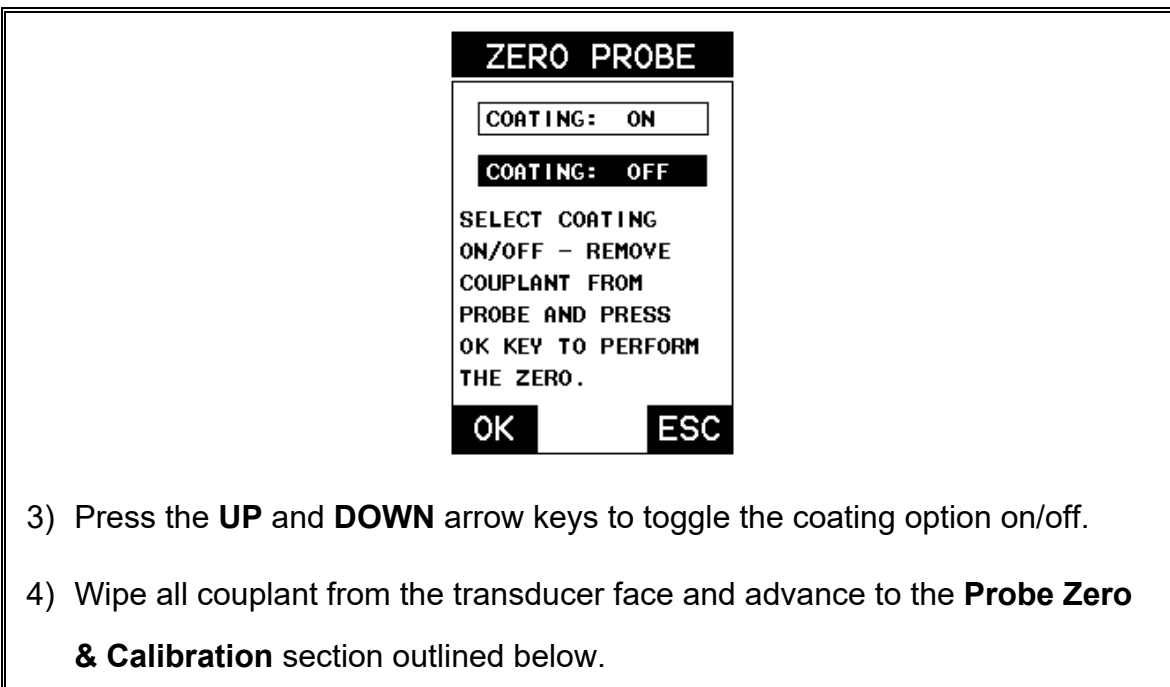 ZERO PROBE
COATING: ON
COATING: OFF
SELECT COATING
ON/OFF – REMOVE
COUPLANT FROM
PROBE AND PRESS
OK KEY TO PERFORM
THE ZERO.
OK ESC
3) Press the UP and DOWN arrow keys to toggle the coating option on/off.
4) Wipe all couplant from the transducer face and advance to the Probe Zero
& Calibration section outlined below.